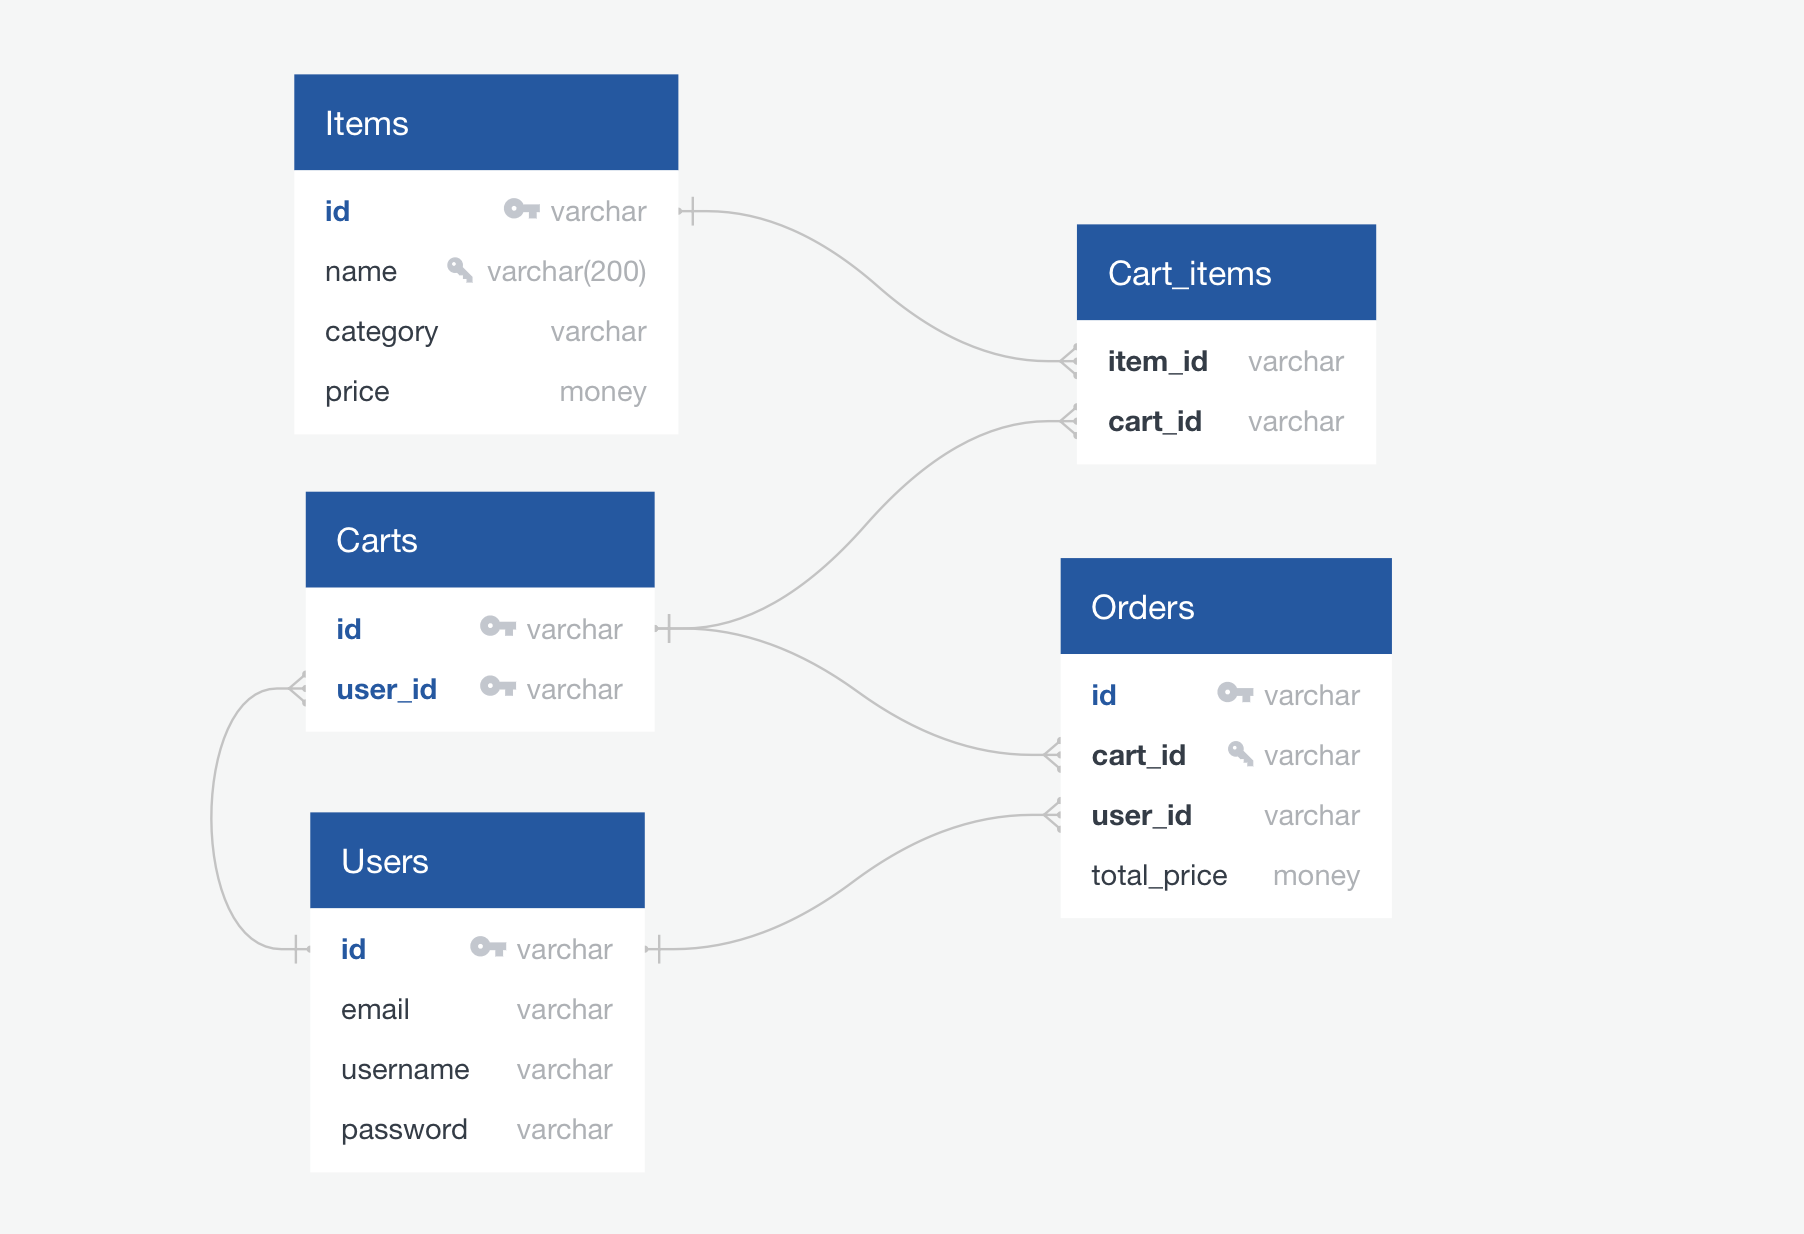 Items
id varchar
name varchar(200)
category varchar
price money
Cart_items
item_id varchar
cart_id varchar
Carts
id varchar
user_id varchar
Orders
id varchar
cart_id varchar
user_id varchar
total_price money
Users
id varchar
email varchar
username varchar
password varchar